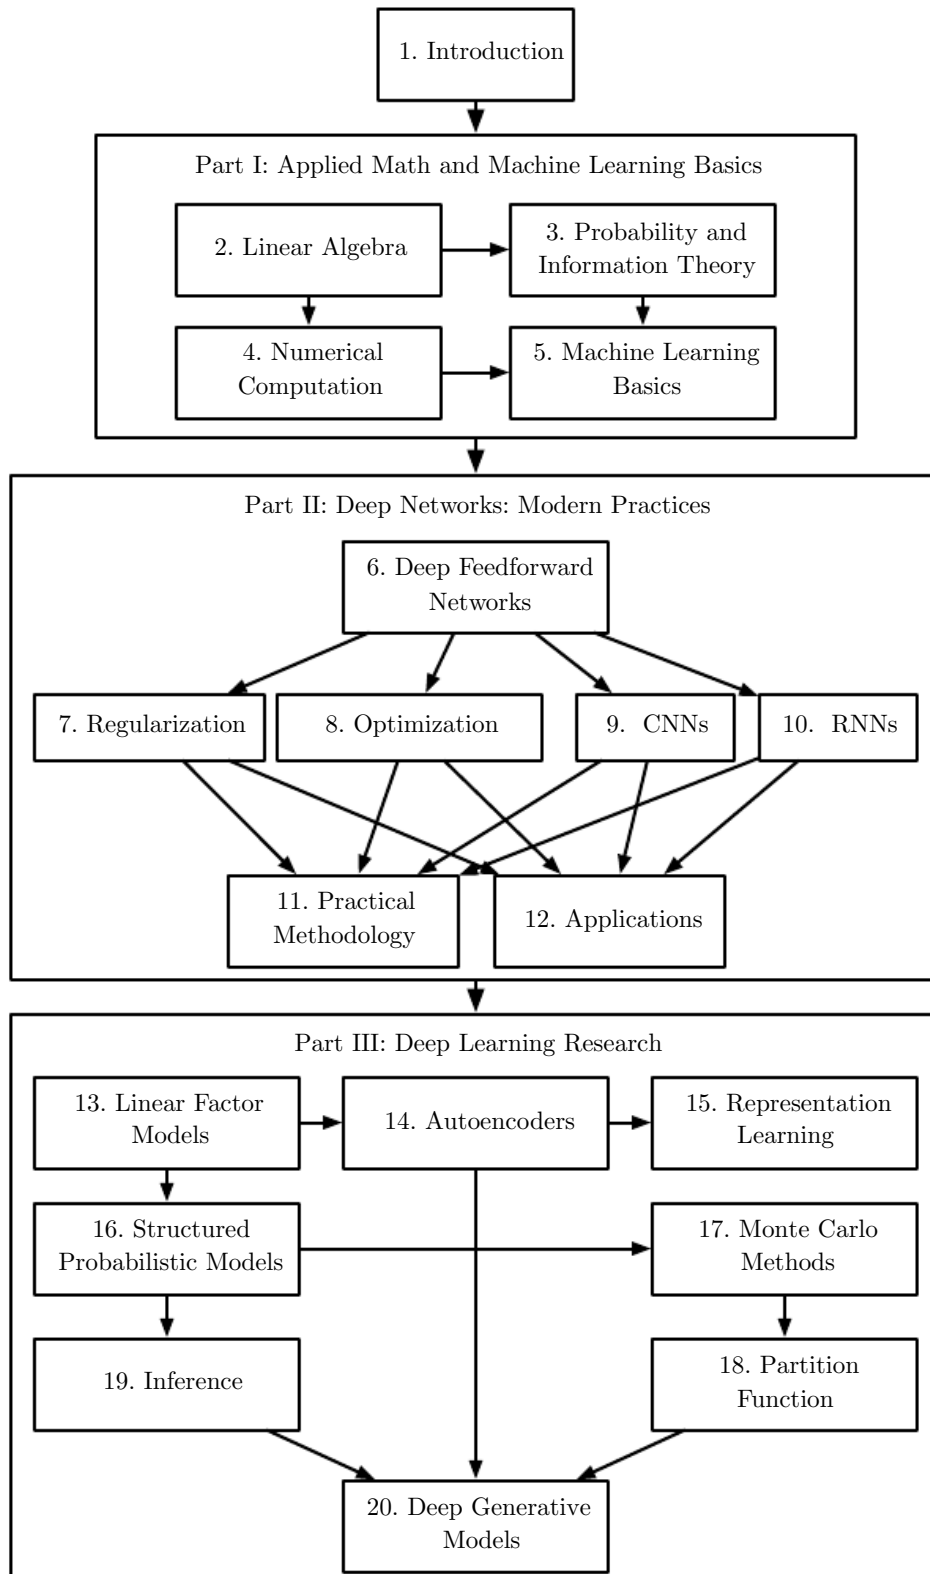 1. Introduction
Part I: Applied Math and Machine Learning Basics
2. Linear Algebra
3. Probability and
Information Theory
4. Numerical
Computation
5. Machine Learning
Basics
Part II: Deep Networks: Modern Practices
6. Deep Feedforward
Networks
7. Regularization
8. Optimization
9. CNNs
10. RNNs
11. Practical
Methodology
12. Applications
Part III: Deep Learning Research
13. Linear Factor
Models
14. Autoencoders
15. Representation
Learning
16. Structured
Probabilistic Models
17. Monte Carlo
Methods
19. Inference
18. Partition
Function
20. Deep Generative
Models